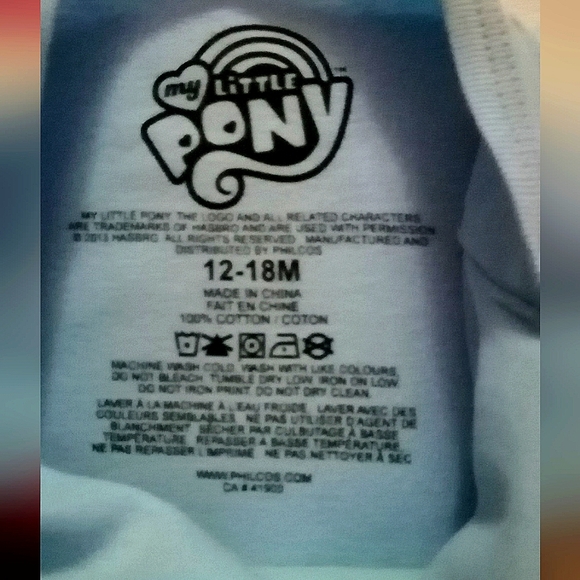 my LiTTLE PONY ™
MY LITTLE PONY, THE LOGO AND ALL RELATED CHARACTERS
ARE TRADEMARKS OF HASBRO AND ARE USED WITH PERMISSION.
© 2013 HASBRO. ALL RIGHTS RESERVED. MANUFACTURED AND
DISTRIBUTED BY PHILCOS
12-18M
MADE IN CHINA
FAIT EN CHINE
100% COTTON / COTON
MACHINE WASH COLD. WASH WITH LIKE COLOURS.
DO NOT BLEACH. TUMBLE DRY LOW. IRON ON LOW.
DO NOT IRON PRINT. DO NOT DRY CLEAN.
LAVER À LA MACHINE À L'EAU FROIDE. LAVER AVEC DES
COULEURS SEMBLABLES. NE PAS UTILISER D'AGENT DE
BLANCHIMENT. SÉCHER PAR CULBUTAGE À BASSE
TEMPÉRATURE. REPASSER À BASSE TEMPÉRATURE.
NE PAS REPASSER L'IMPRIMÉ. NE PAS NETTOYER À SEC
WWW.PHILCOS.COM
CA #